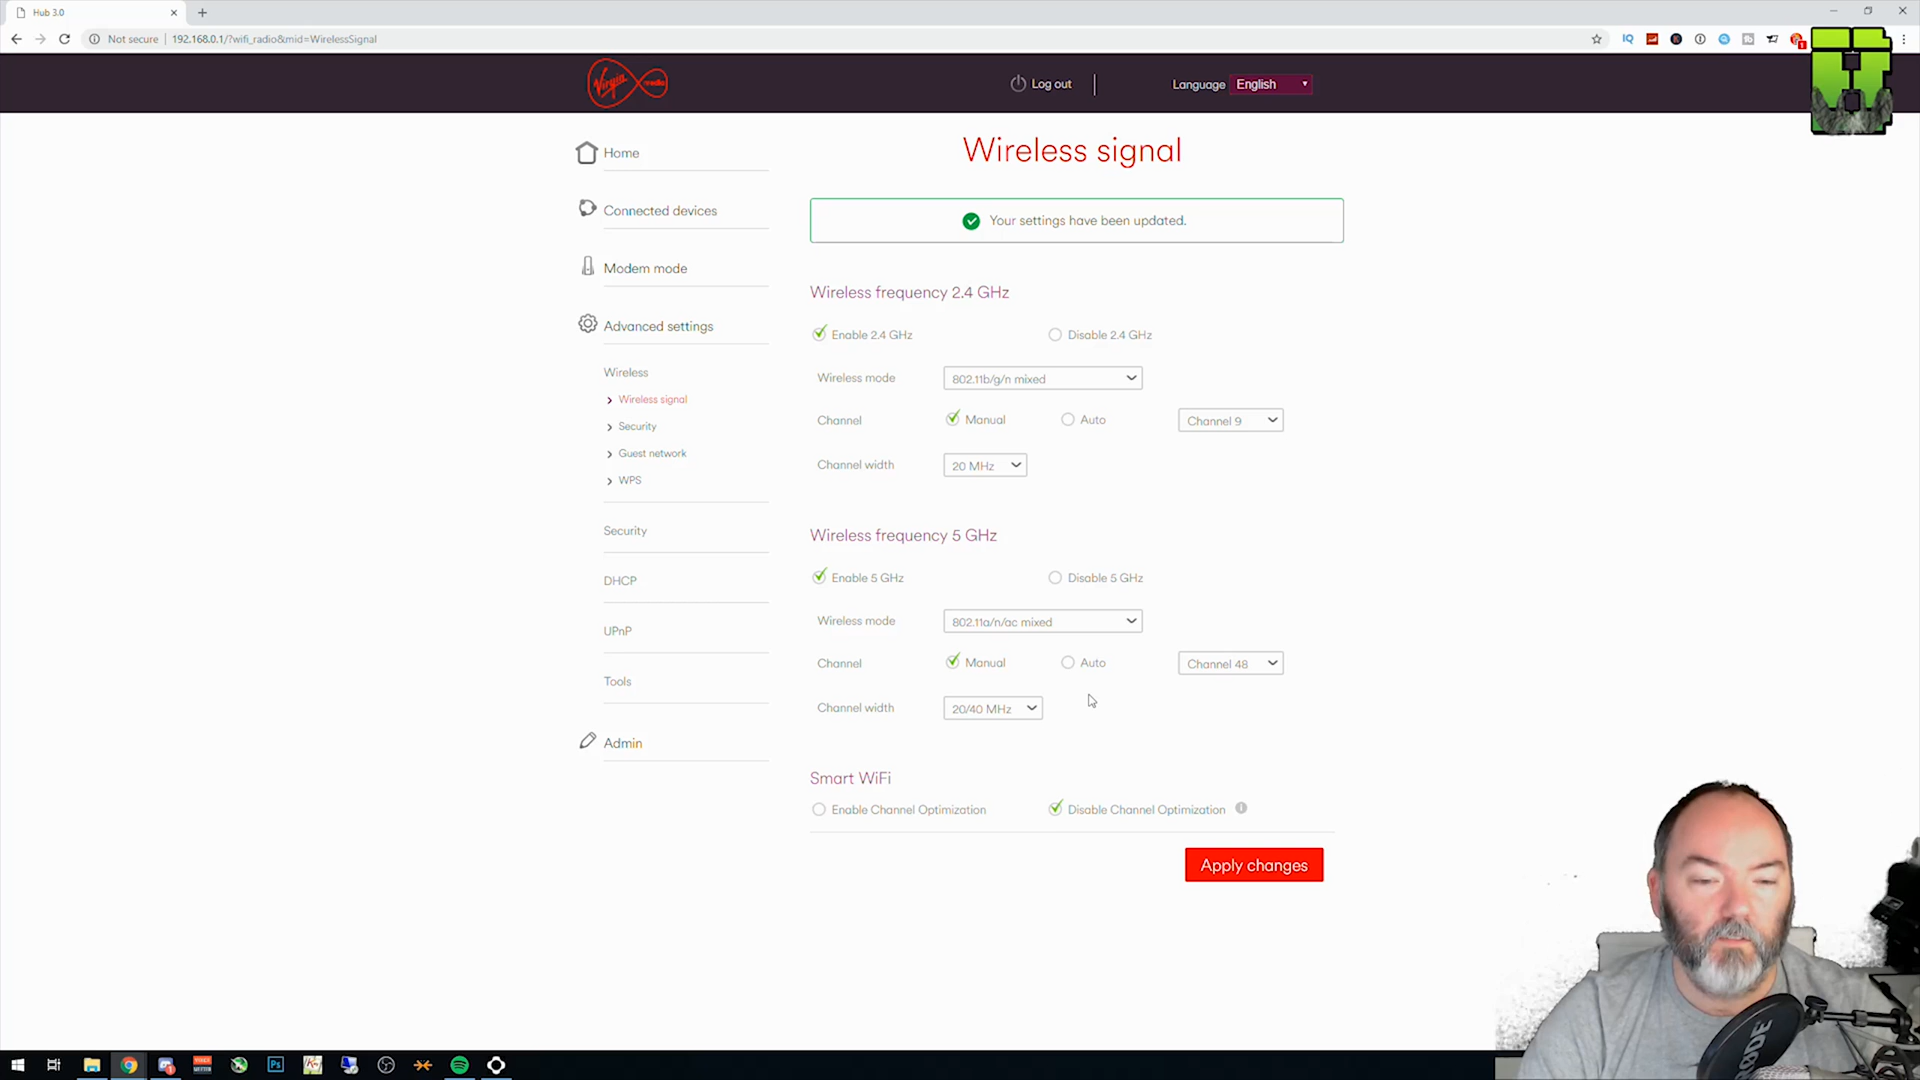 Hub 3.0
Not secure | 192.168.0.1/?wifi_radio&mid=WirelessSignal
Virgin media
Log out
Language English
Home
Connected devices
Modem mode
Advanced settings
Wireless
Wireless signal
Security
Guest network
WPS
Security
DHCP
UPnP
Tools
Admin
Wireless signal
Your settings have been updated.
Wireless frequency 2.4 GHz
Enable 2.4 GHz Disable 2.4 GHz
Wireless mode 802.11b/g/n mixed
Channel Manual Auto Channel 9
Channel width 20 MHz
Wireless frequency 5 GHz
Enable 5 GHz Disable 5 GHz
Wireless mode 802.11a/n/ac mixed
Channel Manual Auto Channel 48
Channel width 20/40 MHz
Smart WiFi
Enable Channel Optimization Disable Channel Optimization
Apply changes
IQ
Ps
RODE